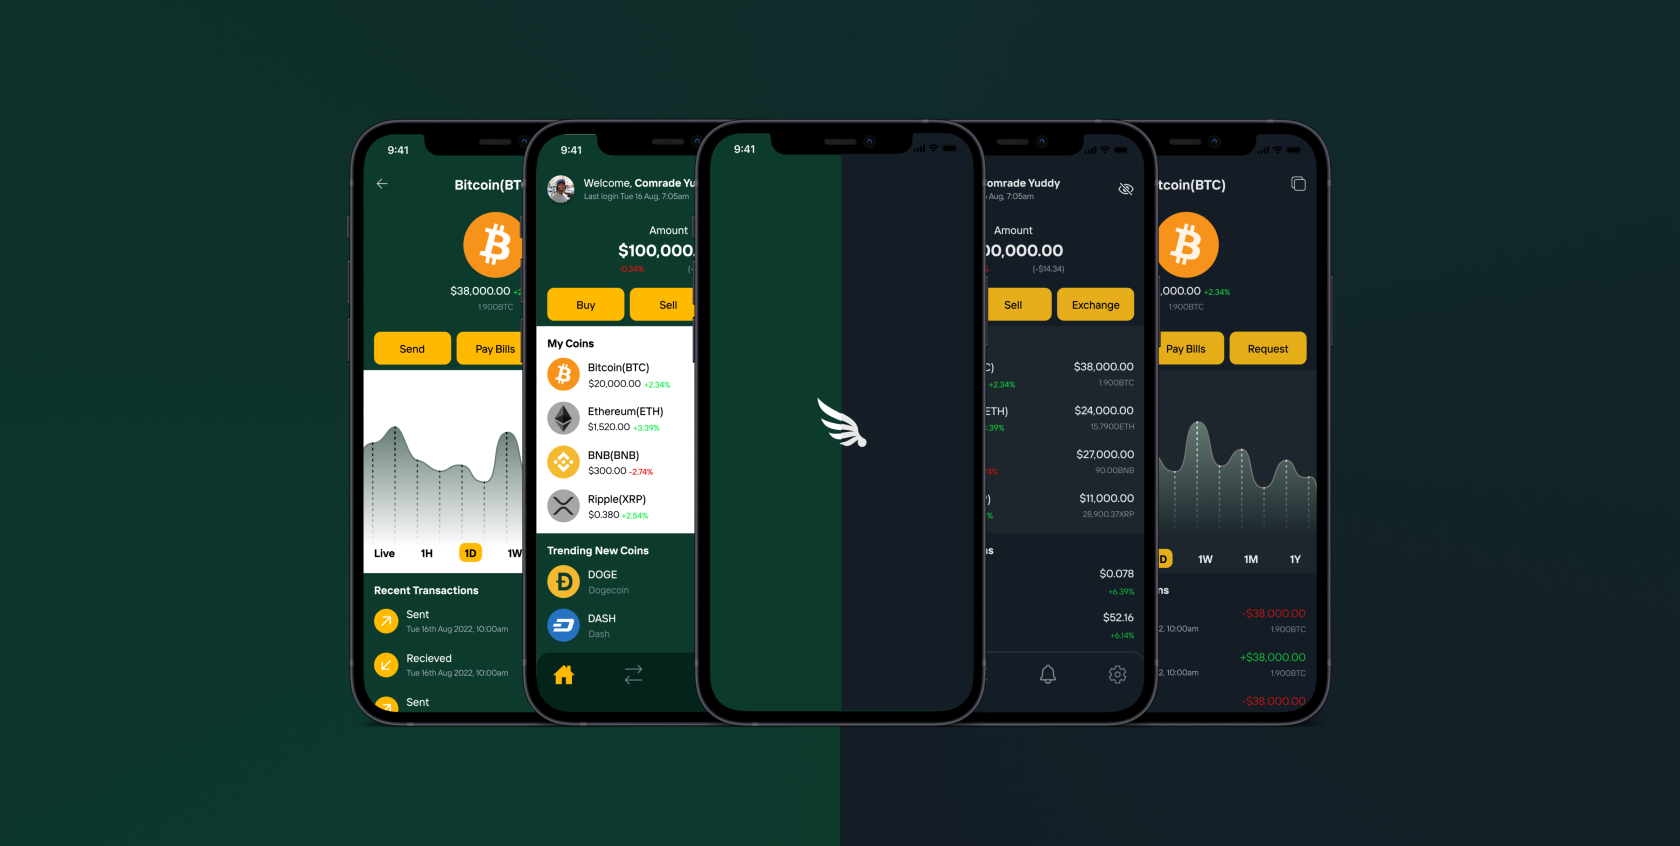 9:41
Bitcoin(BT
$38,000.00 +2
1.900BTC
Send
Pay Bills
Live 1H 1D 1W
Recent Transactions
Sent
Tue 16th Aug 2022, 10:00am
Recieved
Tue 16th Aug 2022, 10:00am
Sent
9:41
Welcome, Comrade Yu
Last login Tue 16 Aug, 7:05am
Amount
$100,000.
-0.34% (-
Buy
Sell
My Coins
Bitcoin(BTC)
$20,000.00 +2.34%
Ethereum(ETH)
$1,520.00 +3.39%
BNB(BNB)
$300.00 -2.74%
Ripple(XRP)
$0.380 +2.54%
Trending New Coins
DOGE
Dogecoin
DASH
Dash
9:41
omrade Yuddy
Aug, 7:05am
Amount
00,000.00
% (-$14.34)
Sell
Exchange
C) $38,000.00
+2.34% 1.900BTC
ETH) $24,000.00
3.39% 15.7900ETH
$27,000.00
74% 90.00BNB
P) $11,000.00
% 28,900.37XRP
ns
$0.078
+6.39%
$52.16
+6.14%
tcoin(BTC)
,000.00 +2.34%
1.900BTC
Pay Bills
Request
D 1W 1M 1Y
ns
-$38,000.00
2, 10:00am 1.900BTC
+$38,000.00
2, 10:00am 1.900BTC
-$38,000.00